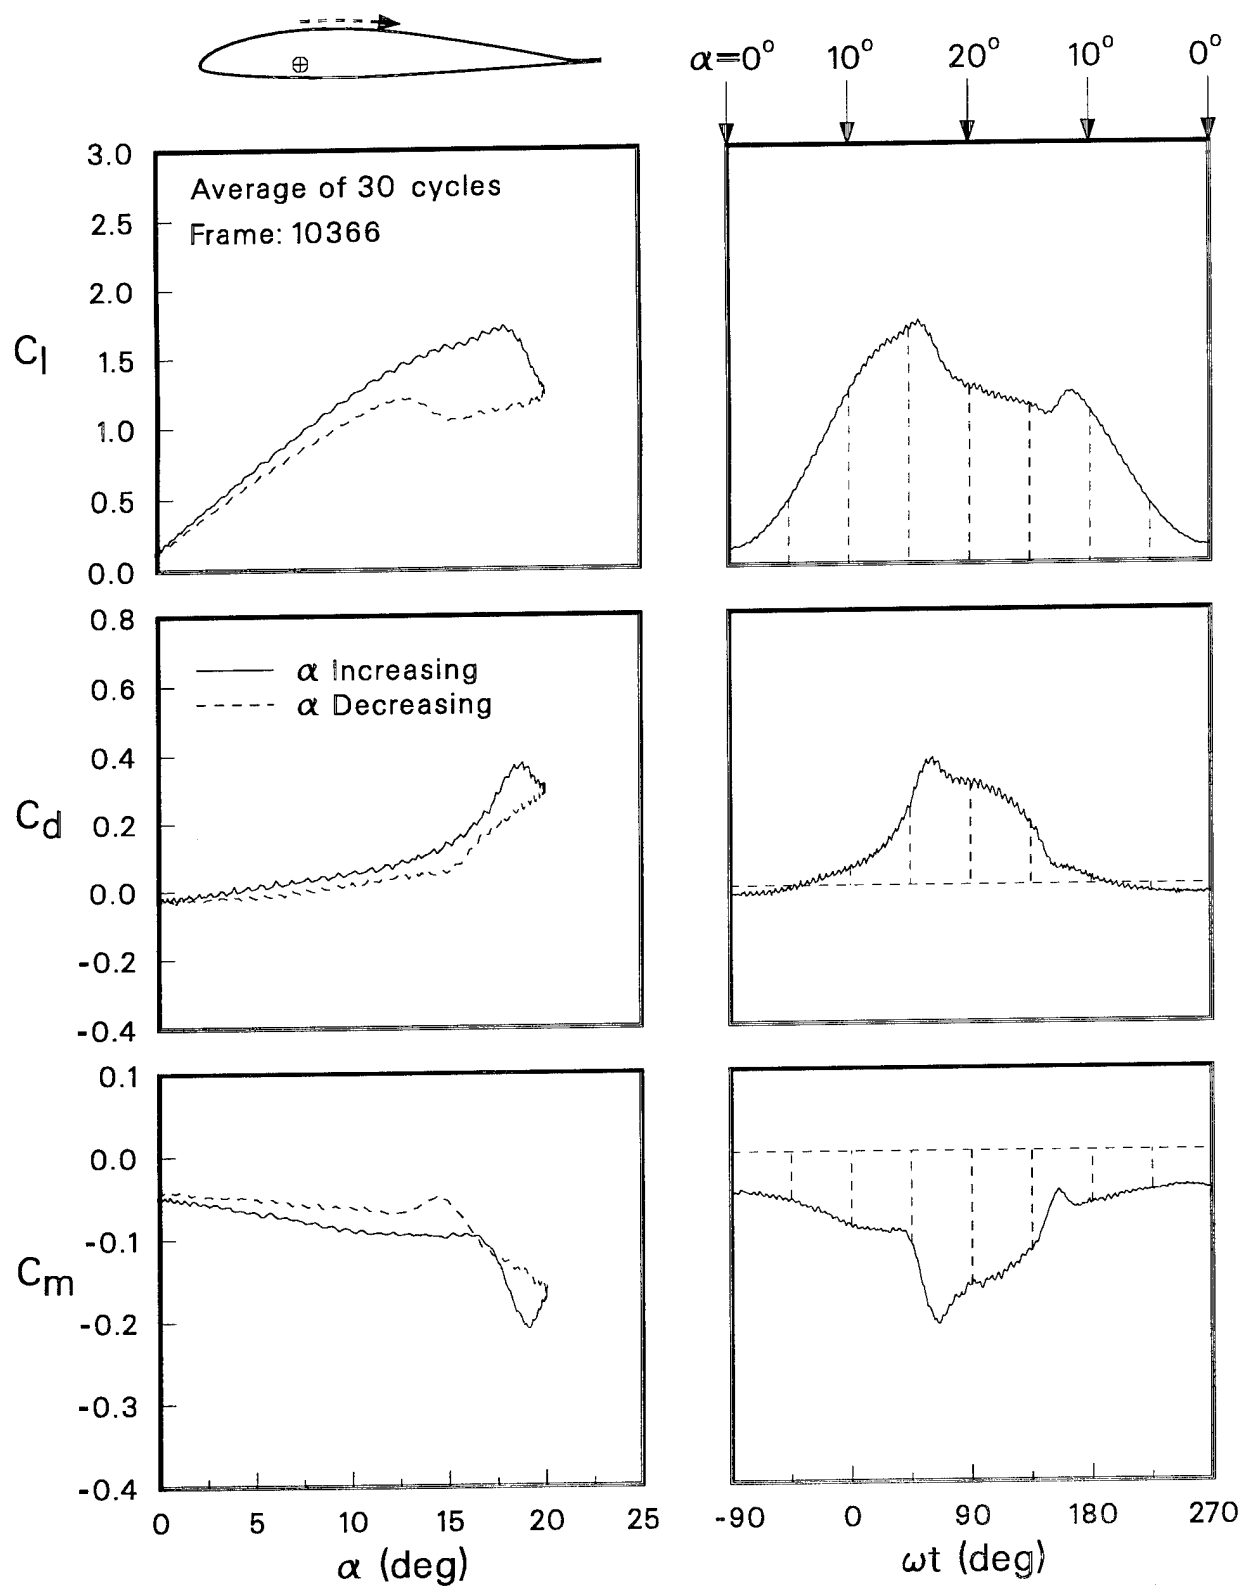 α=0° 10° 20° 10° 0°
Average of 30 cycles
Frame: 10366
3.0
2.5
2.0
1.5
1.0
0.5
0.0
Cl
α Increasing
α Decreasing
0.8
0.6
0.4
0.2
0.0
-0.2
-0.4
Cd
0.1
0.0
-0.1
-0.2
-0.3
-0.4
Cm
0 5 10 15 20 25
α (deg)
-90 0 90 180 270
ωt (deg)